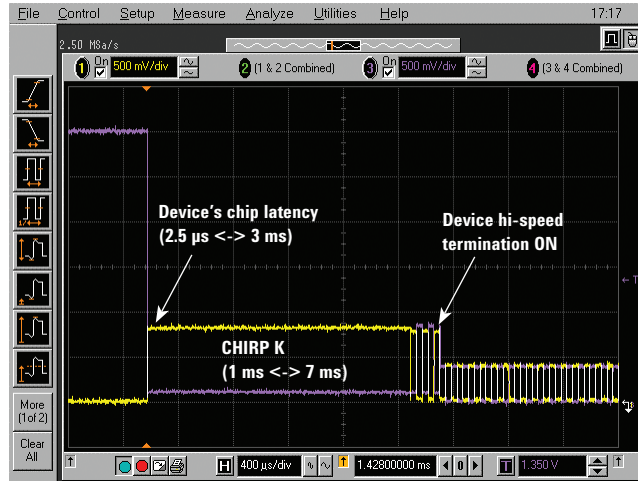 File Control Setup Measure Analyze Utilities Help 17:17
2.50 MSa/s
1 On 500 mV/div 2 (1 & 2 Combined) 3 On 500 mV/div 4 (3 & 4 Combined)
Device's chip latency
(2.5 µs <-> 3 ms)
Device hi-speed
termination ON
CHIRP K
(1 ms <-> 7 ms)
More
(1of 2)
Clear
All
H 400 µs/div 1.42800000 ms 0 T 1.350 V